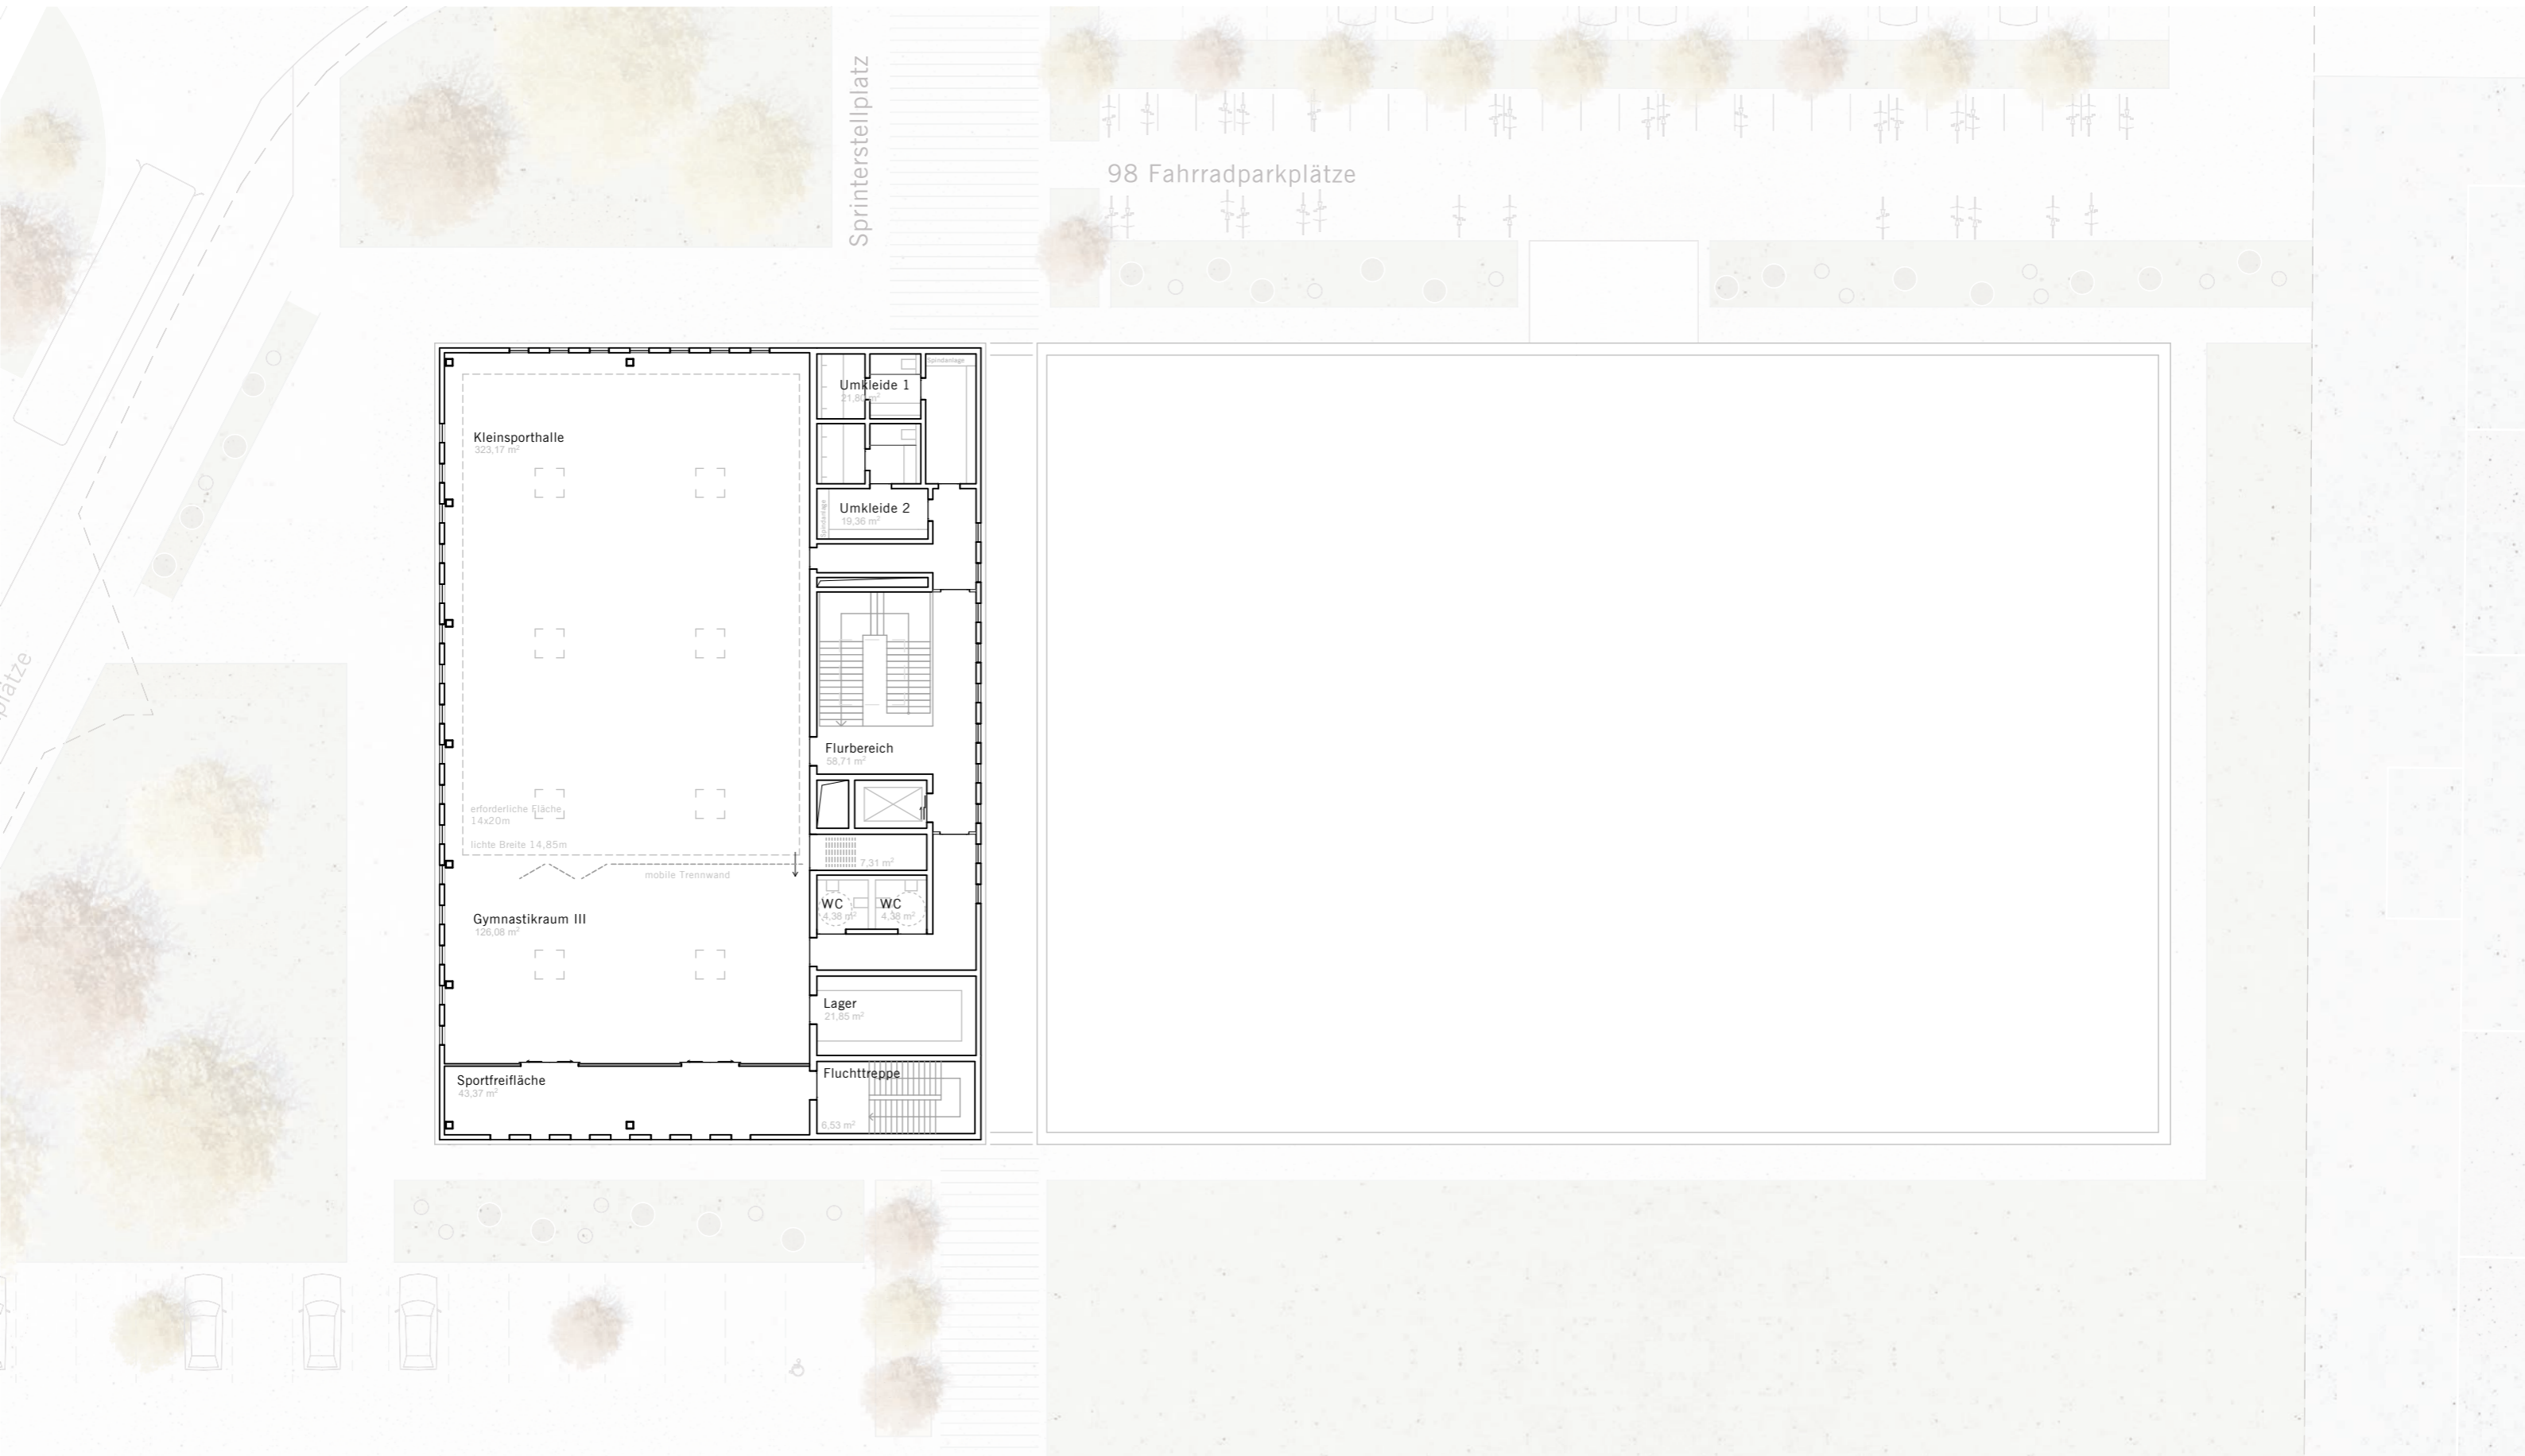 Sprinterstellplatz
98 Fahrradparkplätze
Spindanlage
Umkleide 1
21,80 m²
Kleinsporthalle
323,17 m²
Umkleide 2
19,36 m²
Spindanlage
plätze
Flurbereich
58,71 m²
erforderliche Fläche
14x20m
lichte Breite 14,85m
7,31 m²
mobile Trennwand
WC
4,38 m²
WC
4,38 m²
Gymnastikraum III
126,08 m²
Lager
21,85 m²
Fluchttreppe
6,53 m²
Sportfreifläche
43,37 m²